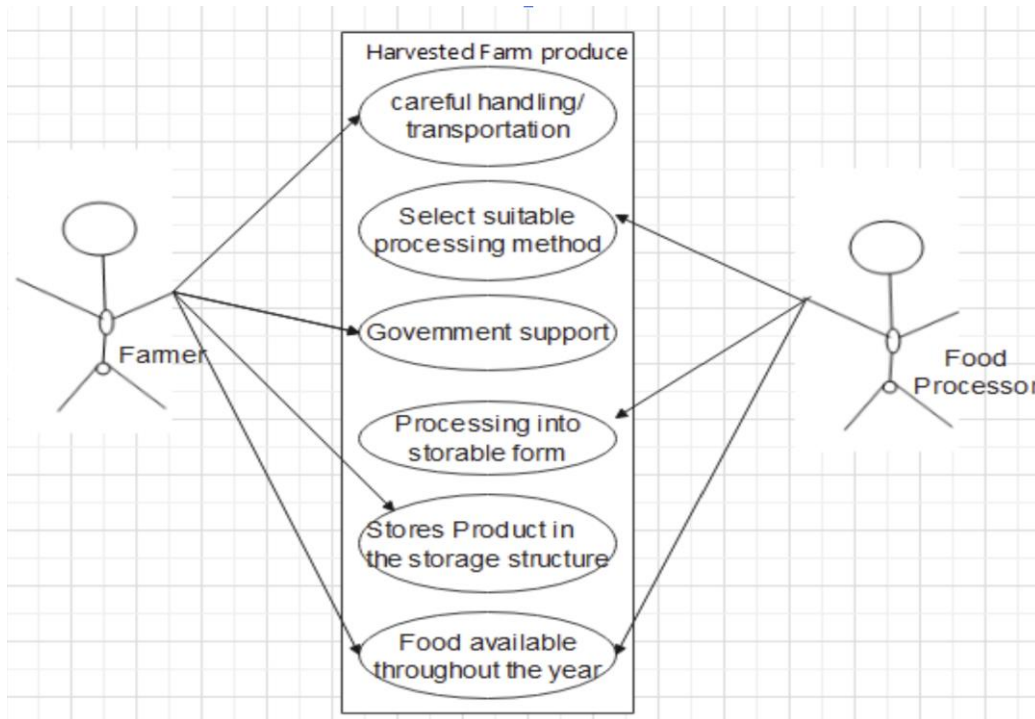 Harvested Farm produce
careful handling/
transportation
Select suitable
processing method
Government support
Farmer
Food
Processor
Processing into
storable form
Stores Product in
the storage structure
Food available
throughout the year